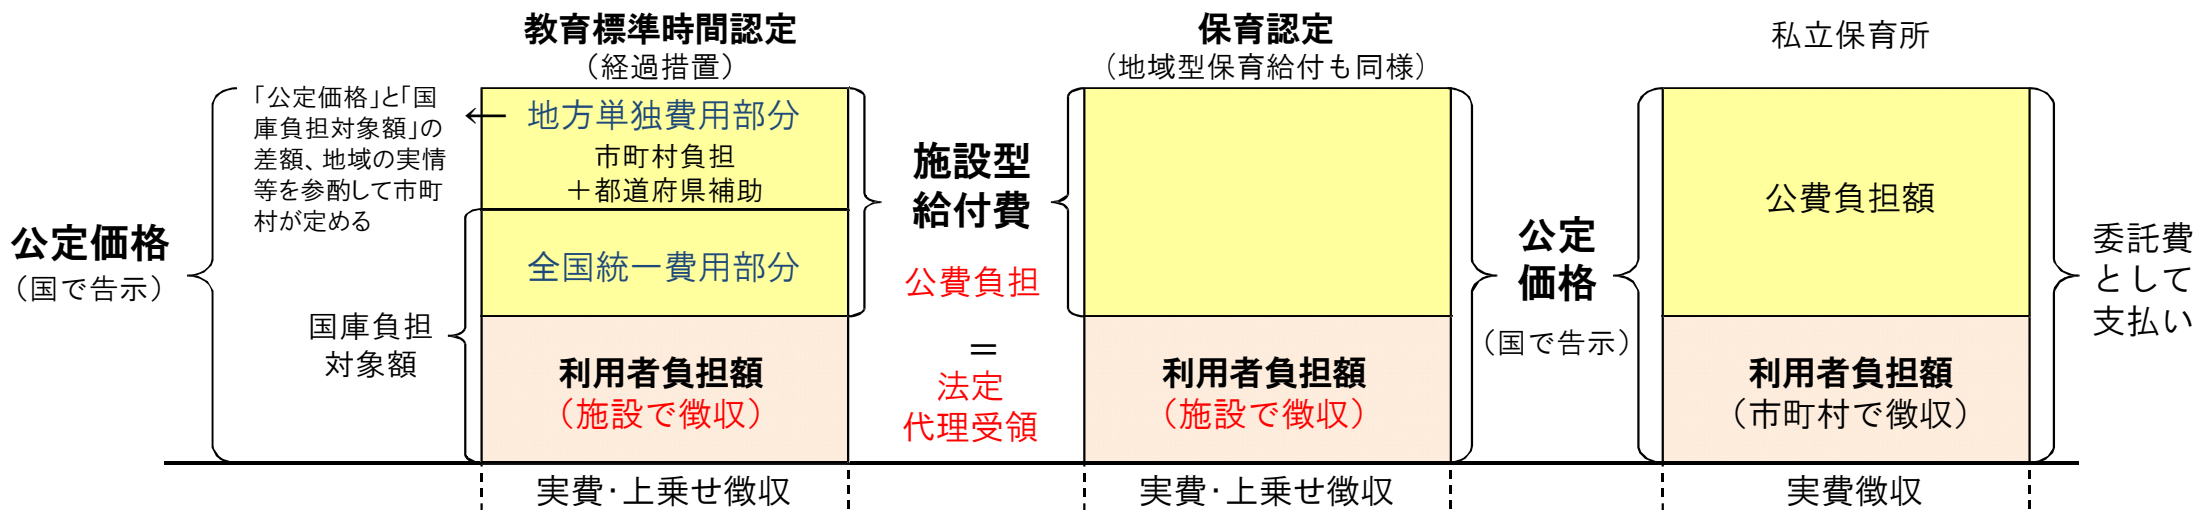 教育標準時間認定
（経過措置）
保育認定
（地域型保育給付も同様）
私立保育所
公定価格
（国で告示）
「公定価格」と「国
庫負担対象額」の
差額、地域の実情
等を参酌して市町
村が定める
←
国庫負担
対象額
地方単独費用部分
市町村負担
＋都道府県補助
全国統一費用部分
利用者負担額
（施設で徴収）
実費・上乗せ徴収
施設型
給付費
公費負担
＝
法定
代理受領
利用者負担額
（施設で徴収）
実費・上乗せ徴収
公定
価格
（国で告示）
公費負担額
利用者負担額
（市町村で徴収）
実費徴収
委託費
として
支払い